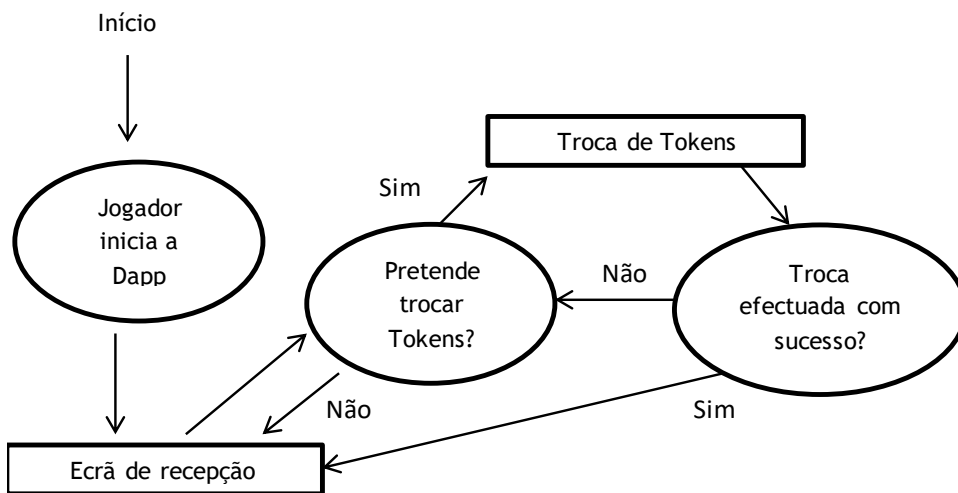 Início
Troca de Tokens
Sim
Jogador
inicia a
Dapp
Pretende
trocar
Tokens?
Não
Troca
efectuada com
sucesso?
Não
Sim
Ecrã de recepção